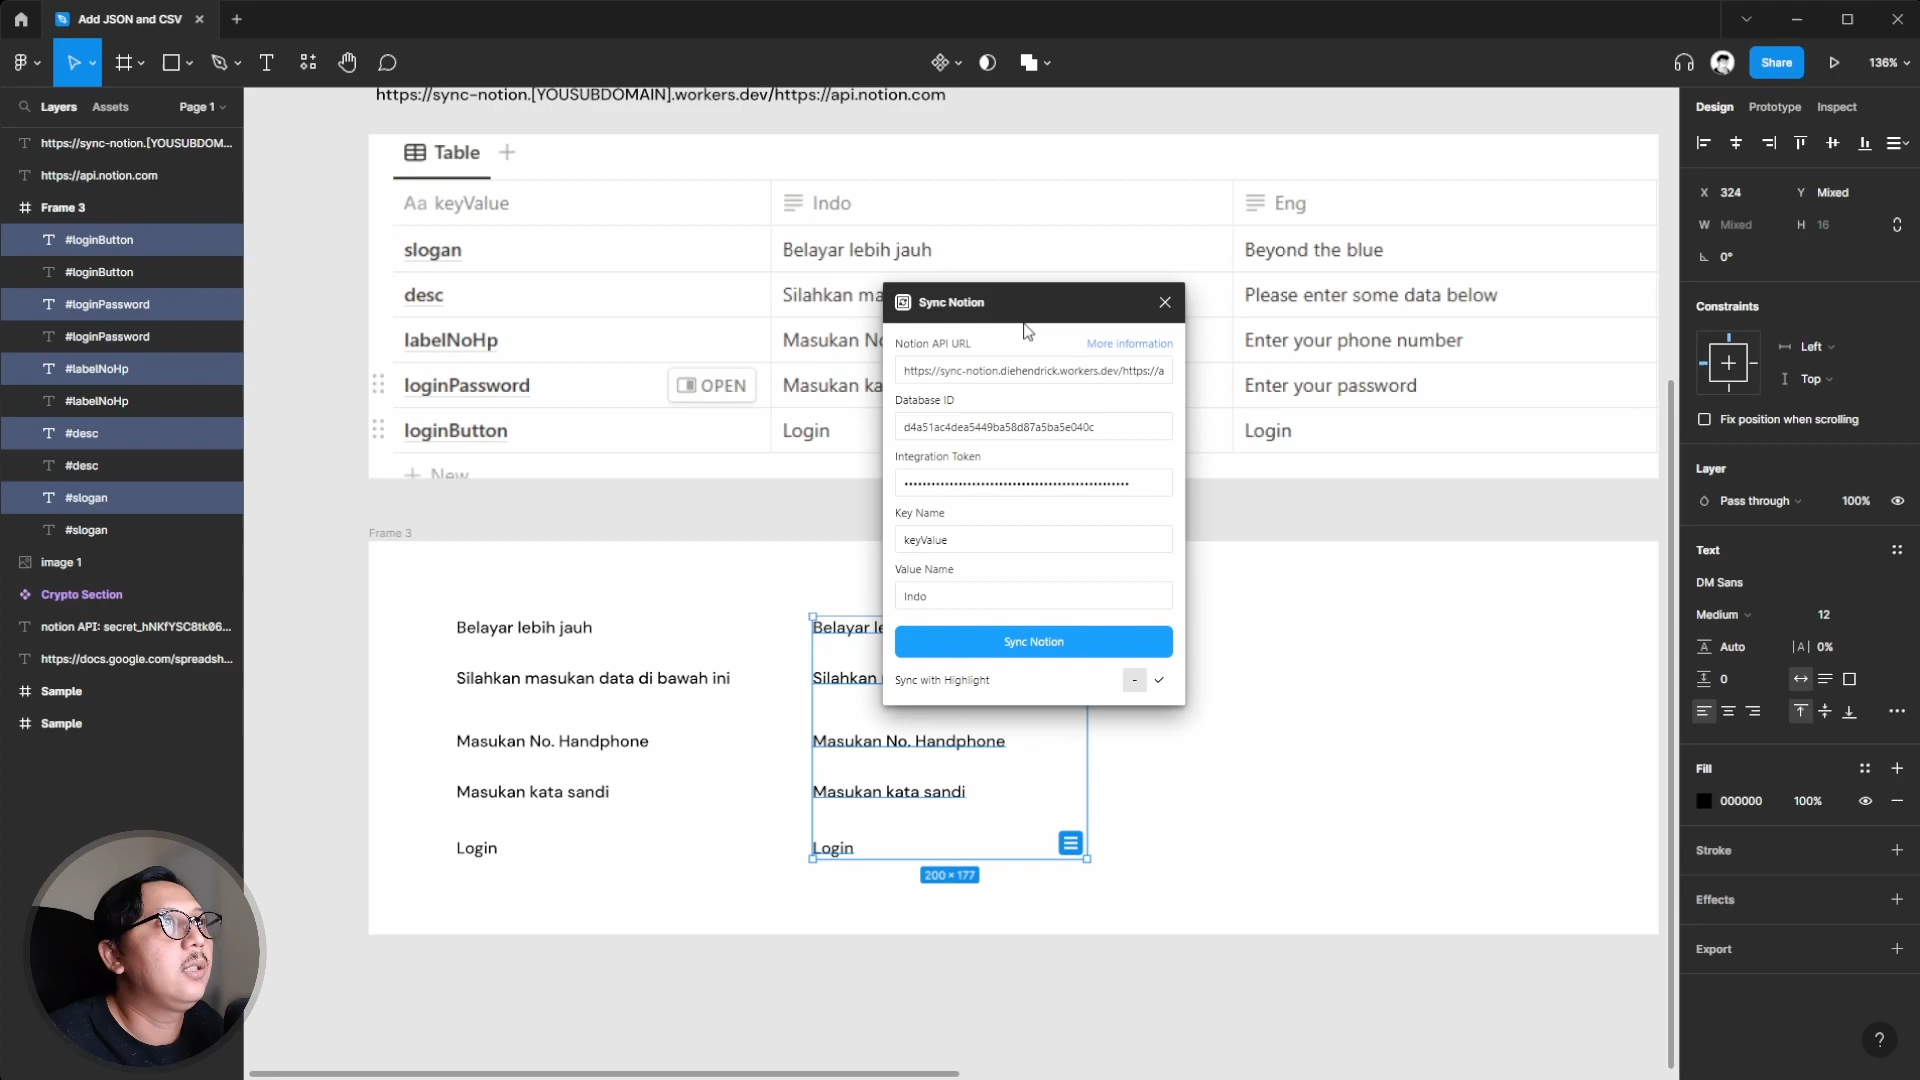 Add JSON and CSV
Share
136%
Layers
Assets
Page 1
https://sync-notion.[YOUSUBDOM...
https://api.notion.com
Frame 3
#loginButton
#loginButton
#loginPassword
#loginPassword
#labelNoHp
#labelNoHp
#desc
#desc
#slogan
#slogan
image 1
Crypto Section
notion API: secret_hNKfYSC8tk06...
https://docs.google.com/spreadsh...
Sample
Sample
https://sync-notion.[YOUSUBDOMAIN].workers.dev/https://api.notion.com
Table
Aa keyValue
Indo
Eng
slogan
Belayar lebih jauh
Beyond the blue
desc
Silahkan ma
Please enter some data below
labelNoHp
Masukan No
Enter your phone number
loginPassword
OPEN
Masukan ka
Enter your password
loginButton
Login
Login
+ New
Sync Notion
Notion API URL
More information
https://sync-notion.diehendrick.workers.dev/https://a
Database ID
d4a51ac4dea5449ba58d87a5ba5e040c
Integration Token
Key Name
keyValue
Value Name
Indo
Sync Notion
Sync with Highlight
-
Frame 3
Belayar lebih jauh
Silahkan masukan data di bawah ini
Masukan No. Handphone
Masukan kata sandi
Login
Belayar le
Silahkan
Masukan No. Handphone
Masukan kata sandi
Login
200 × 177
Design
Prototype
Inspect
X 324
Y Mixed
W Mixed
H 16
0°
Constraints
Left
Top
Fix position when scrolling
Layer
Pass through
100%
Text
DM Sans
Medium
12
Auto
|A| 0%
0
Fill
000000
100%
Stroke
Effects
Export
?